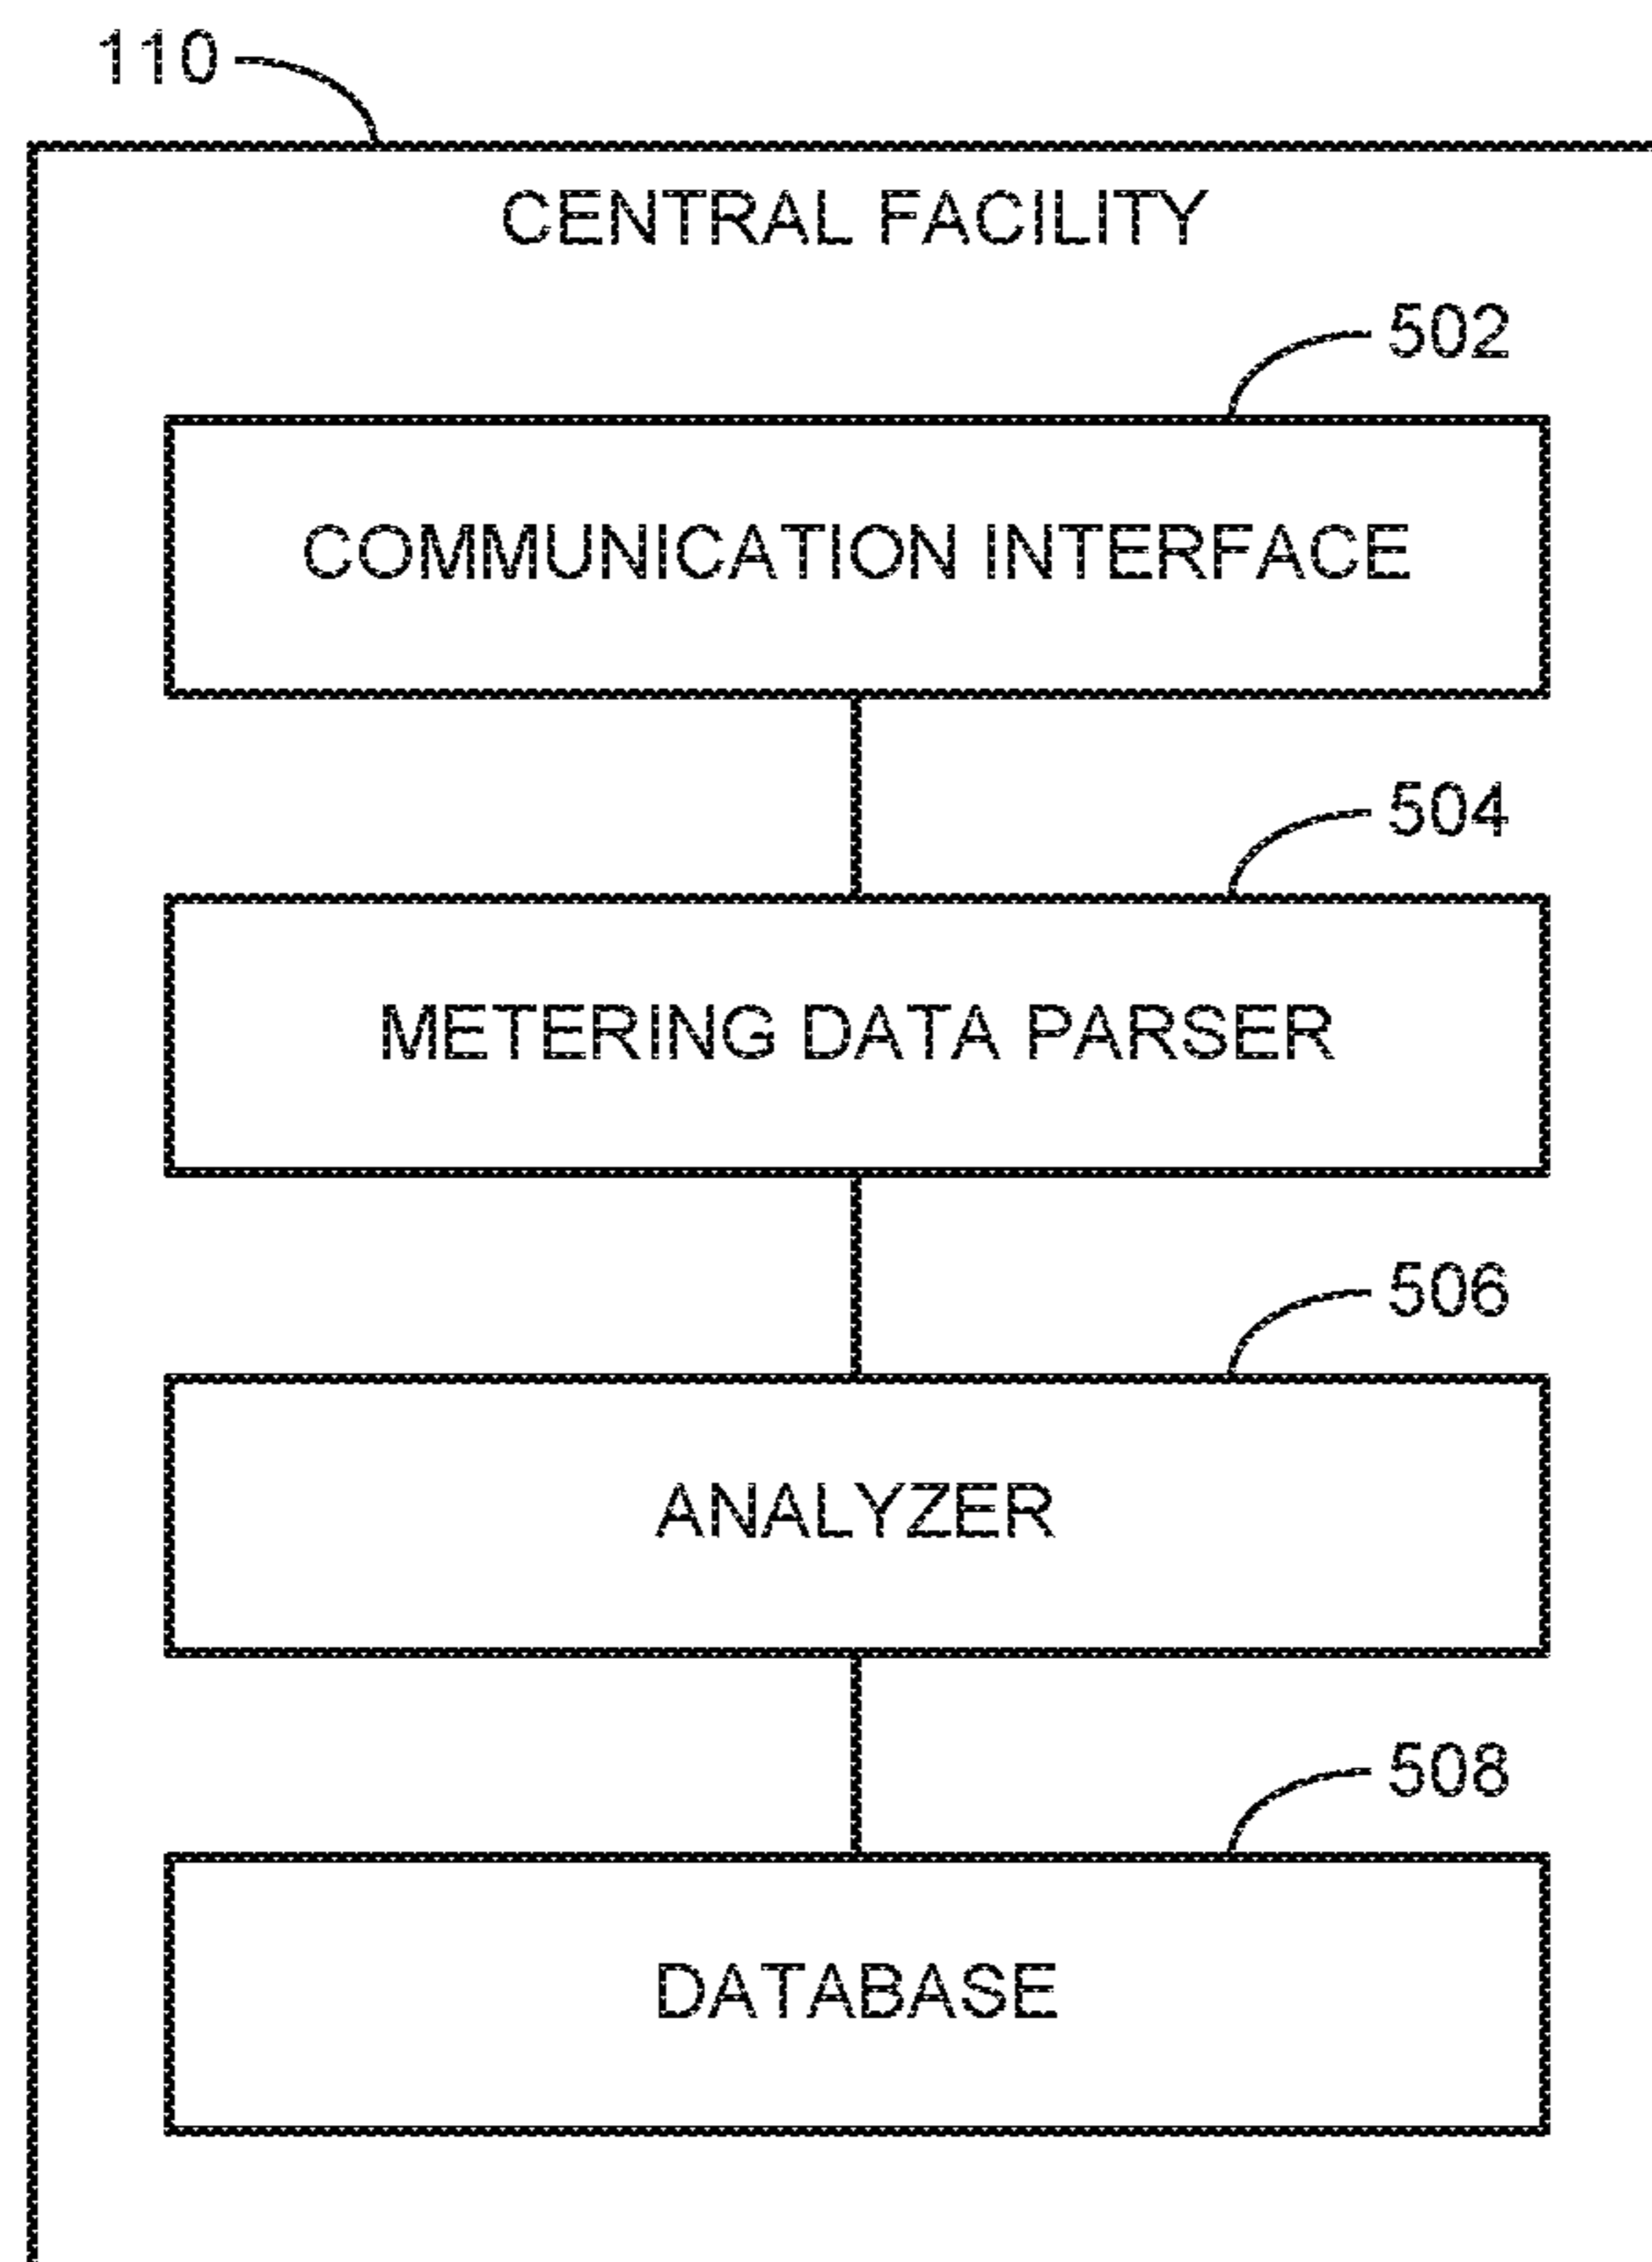 110
CENTRAL FACILITY
502
COMMUNICATION INTERFACE
504
METERING DATA PARSER
506
ANALYZER
508
DATABASE